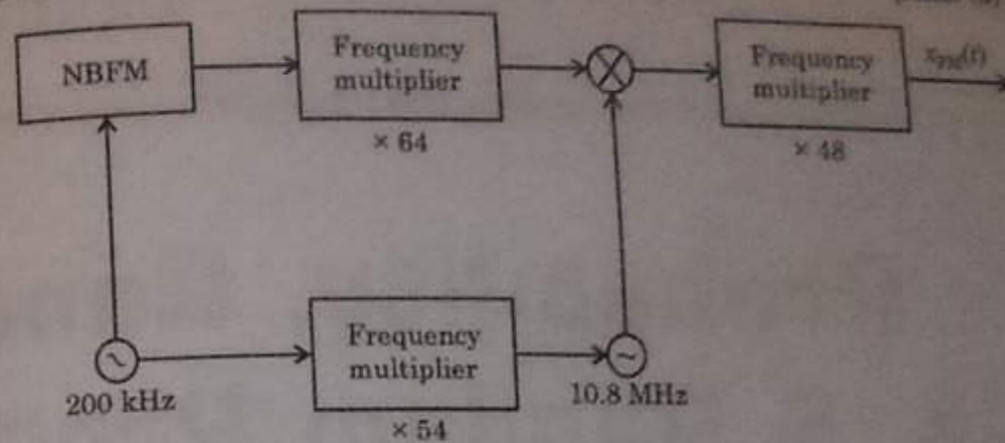 NBFM
Frequency
multiplier
× 64
Frequency
multiplier
× 48
200 kHz
Frequency
multiplier
× 54
10.8 MHz